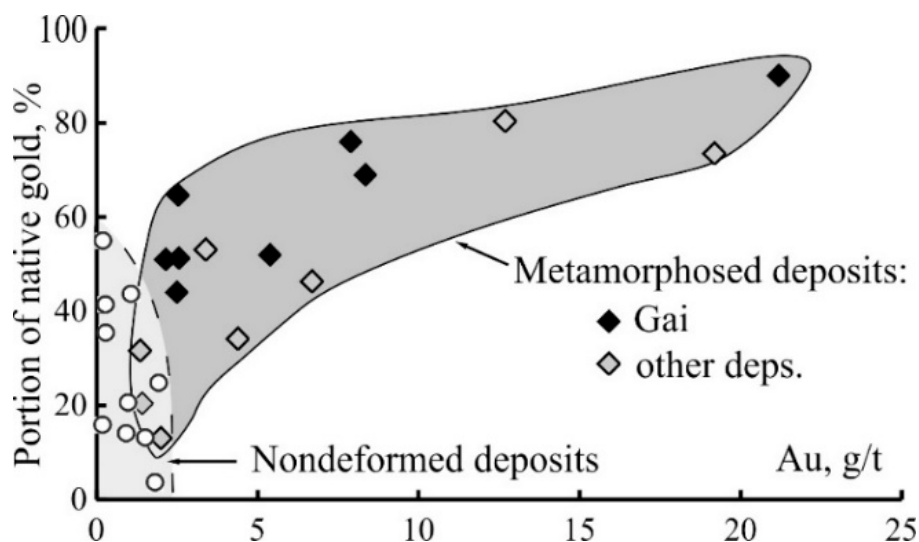 Portion of native gold, %
100
80
60
40
20
0
Metamorphosed deposits:
Gai
other deps.
Nondeformed deposits
Au, g/t
0 5 10 15 20 25